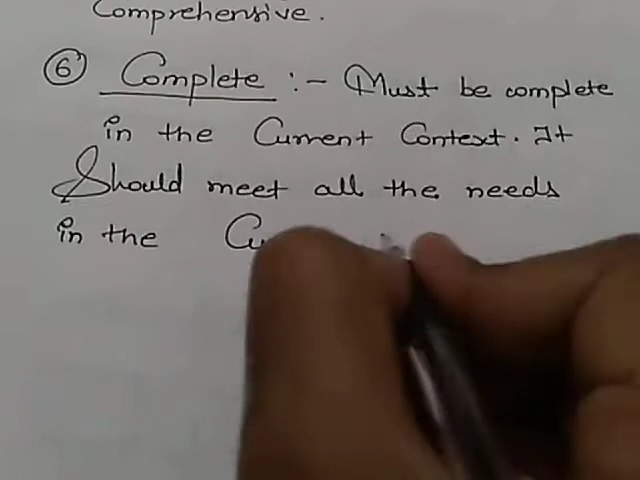 Comprehensive.
⑥ Complete :- Must be complete
in the Current Context. It
Should meet all the needs
in the